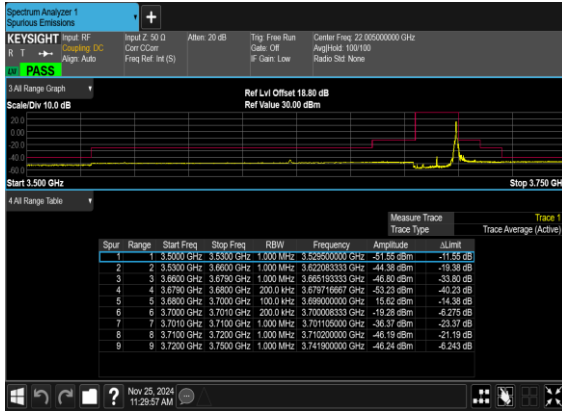 Spectrum Analyzer 1
Spurious Emissions
+
KEYSIGHT Input: RF Input Z: 50 Ω Atten: 20 dB Trig: Free Run Center Freq: 22.005000000 GHz
R T Coupling: DC Corr CCorr Gate: Off Avg|Hold: 100/100
Align: Auto Freq Ref: Int (S) IF Gain: Low Radio Std: None
LXI PASS
3 All Range Graph Ref Lvl Offset 18.80 dB
Scale/Div 10.0 dB Ref Value 30.00 dBm
20.0
0.00
-20.0
-40.0
-60.0
Start 3.500 GHz Stop 3.750 GH
4 All Range Table
Measure Trace Trace 1
Trace Type Trace Average (Active)
Spur Range Start Freq Stop Freq RBW Frequency Amplitude ΔLimit
1 1 3.5000 GHz 3.5300 GHz 1.000 MHz 3.529500000 GHz -51.55 dBm -11.55 dB
2 2 3.5300 GHz 3.6600 GHz 1.000 MHz 3.622083333 GHz -44.38 dBm -19.38 dB
3 3 3.6600 GHz 3.6790 GHz 1.000 MHz 3.665193333 GHz -46.80 dBm -33.80 dB
4 4 3.6790 GHz 3.6800 GHz 200.0 kHz 3.679716667 GHz -53.23 dBm -40.23 dB
5 5 3.6800 GHz 3.7000 GHz 100.0 kHz 3.699000000 GHz 15.62 dBm -14.38 dB
6 6 3.7000 GHz 3.7010 GHz 200.0 kHz 3.700008333 GHz -19.28 dBm -6.275 dB
7 7 3.7010 GHz 3.7100 GHz 1.000 MHz 3.701105000 GHz -36.37 dBm -23.37 dB
8 8 3.7100 GHz 3.7200 GHz 1.000 MHz 3.710200000 GHz -46.19 dBm -21.19 dB
9 9 3.7200 GHz 3.7500 GHz 1.000 MHz 3.741900000 GHz -46.24 dBm -6.243 dB
? Nov 25, 2024
11:29:57 AM